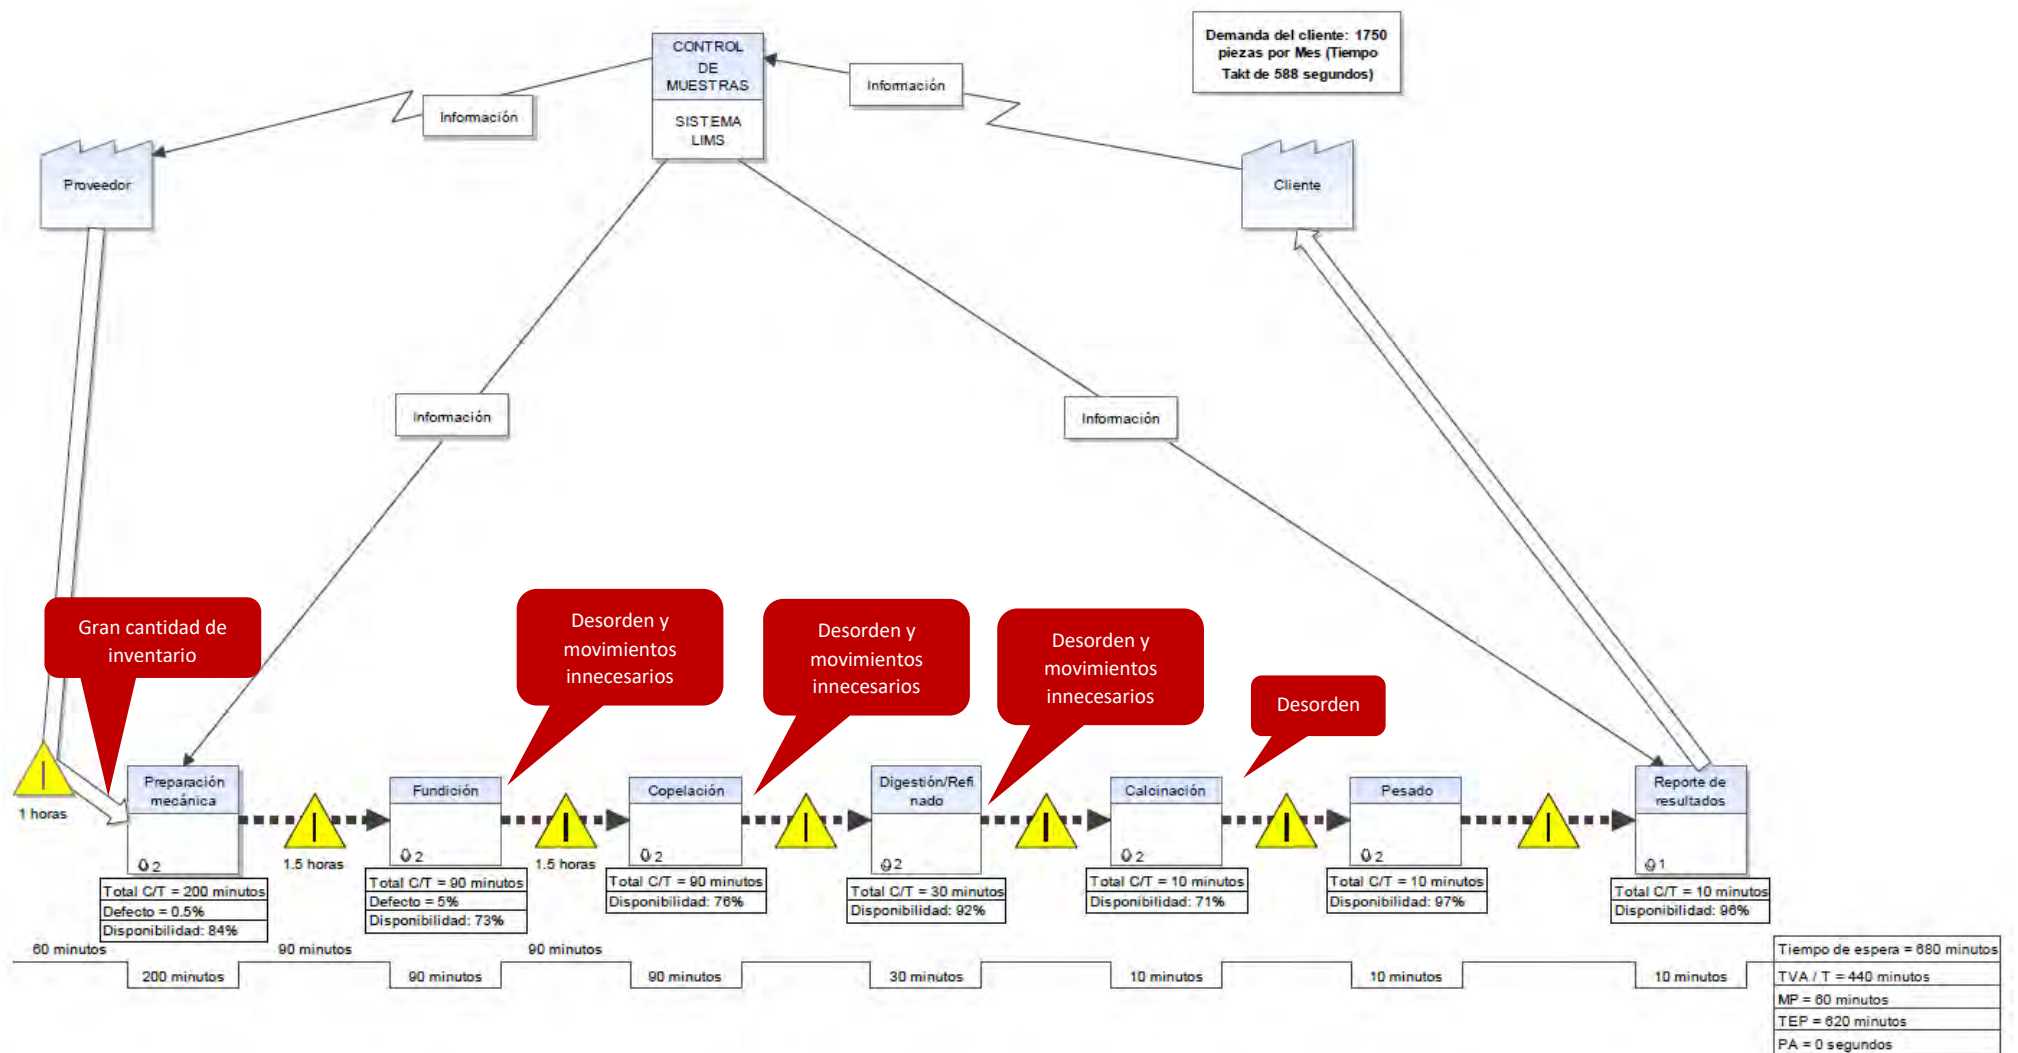 Demanda del cliente: 1750
piezas por Mes (Tiempo
Takt de 588 segundos)
CONTROL
DE
MUESTRAS
SISTEMA
LIMS
Información
Información
Proveedor
Cliente
Información
Información
Gran cantidad de
inventario
Desorden y
movimientos
innecesarios
Desorden y
movimientos
innecesarios
Desorden y
movimientos
innecesarios
Desorden
1 horas
Preparación
mecánica
2
Total C/T = 200 minutos
Defecto = 0.5%
Disponibilidad: 84%
1.5 horas
Fundición
2
Total C/T = 90 minutos
Defecto = 5%
Disponibilidad: 73%
1.5 horas
Copelación
2
Total C/T = 90 minutos
Disponibilidad: 76%
Digestión/Refi
nado
2
Total C/T = 30 minutos
Disponibilidad: 92%
Calcinación
2
Total C/T = 10 minutos
Disponibilidad: 71%
Pesado
2
Total C/T = 10 minutos
Disponibilidad: 97%
Reporte de
resultados
1
Total C/T = 10 minutos
Disponibilidad: 96%
60 minutos
200 minutos
90 minutos
90 minutos
90 minutos
90 minutos
30 minutos
10 minutos
10 minutos
10 minutos
Tiempo de espera = 680 minutos
TVA / T = 440 minutos
MP = 60 minutos
TEP = 620 minutos
PA = 0 segundos